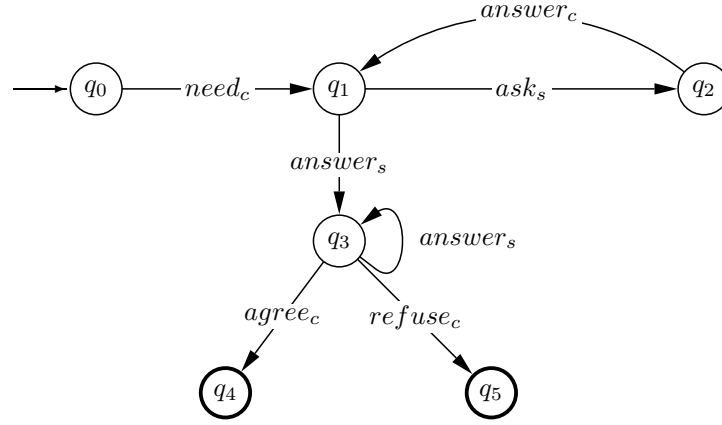 answer_c
q_0 need_c q_1 ask_s q_2
answer_s
q_3 answer_s
agree_c refuse_c
q_4 q_5